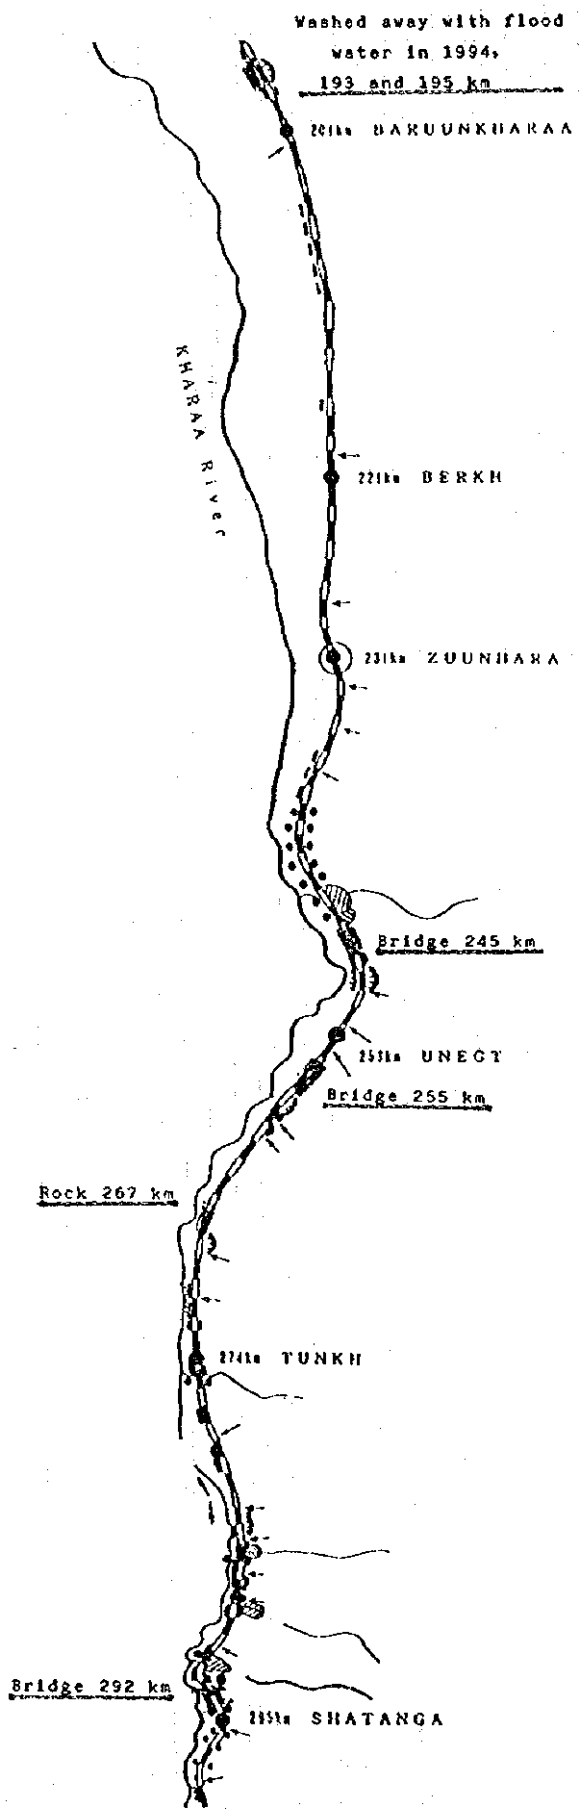 Washed away with flood
water in 1994,
193 and 195 km
201km BARUUNKHARAA
KHARAA River
221km BERKH
231km ZUUNHARA
Bridge 245 km
253km UNEGT
Bridge 255 km
Rock 267 km
274km TUNKH
Bridge 292 km
295km SHATANGA